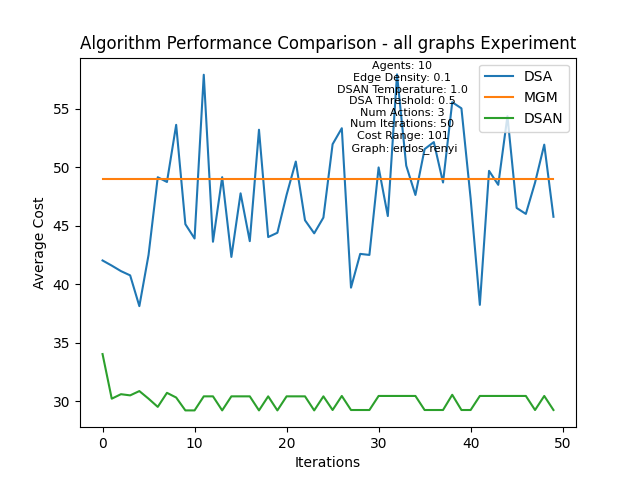 Algorithm Performance Comparison - all graphs Experiment
Agents: 10
Edge Density: 0.1
DSAN Temperature: 1.0
DSA Threshold: 0.5
Num Actions: 3
Num Iterations: 50
Cost Range: 101
Graph: erdos_renyi
DSA
MGM
DSAN
Average Cost
55
50
45
40
35
30
0
10
20
30
40
50
Iterations